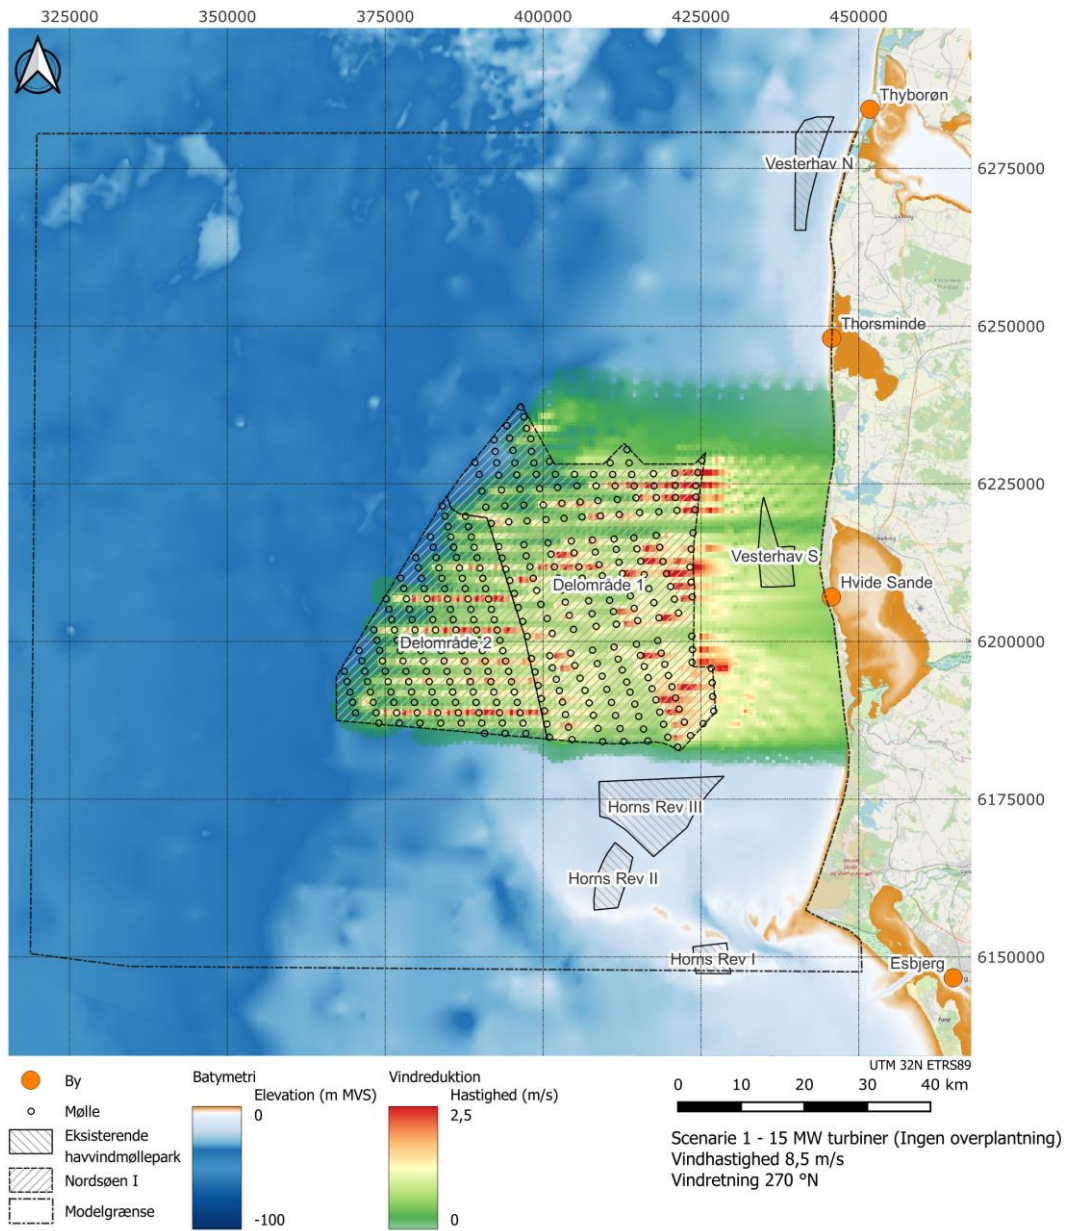 325000 350000 375000 400000 425000 450000
Thyborøn
Vesterhav N
6275000
Thorsminde
6250000
6225000
Vesterhav S
Delområde 1
Hvide Sande
Delområde 2
6200000
6175000
Horns Rev III
Horns Rev II
Horns Rev I
Esbjerg
6150000
UTM 32N ETRS89
By
Mølle
Eksisterende
havvindmøllepark
Nordsøen I
Modelgrænse
Batymetri
Elevation (m MVS)
0
-100
Vindreduktion
Hastighed (m/s)
2,5
0
0 10 20 30 40 km
Scenarie 1 - 15 MW turbiner (Ingen overplantning)
Vindhastighed 8,5 m/s
Vindretning 270 °N